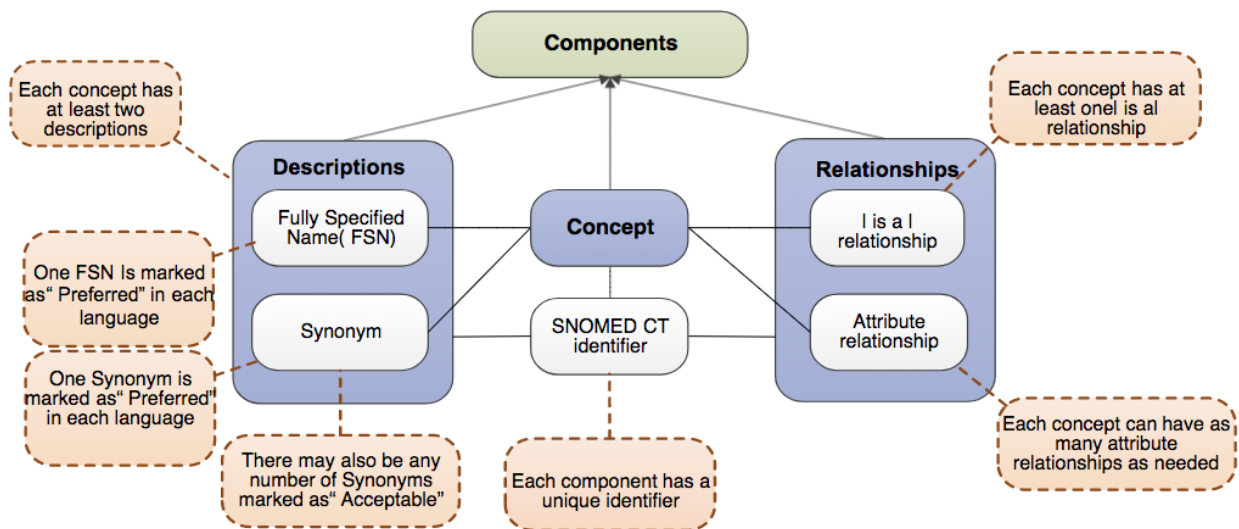 Components
Each concept has
at least two
descriptions
Each concept has at
least onel is al
relationship
Descriptions
Relationships
Fully Specified
Name( FSN)
Concept
I is a I
relationship
One FSN Is marked
as“ Preferred” in each
language
Synonym
SNOMED CT
identifier
Attribute
relationship
One Synonym is
marked as“ Preferred”
in each language
There may also be any
number of Synonyms
marked as“ Acceptable”
Each component has a
unique identifier
Each concept can have as
many attribute
relationships as needed